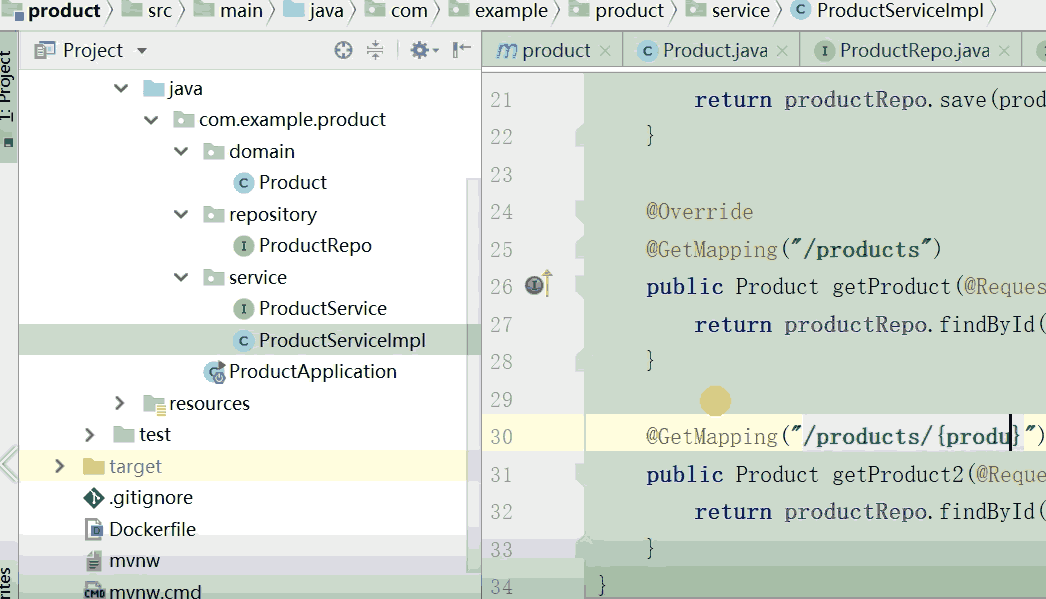 product src main java com example product service ProductServiceImpl
1: Project
Project
java
com.example.product
domain
Product
repository
ProductRepo
service
ProductService
ProductServiceImpl
ProductApplication
resources
test
target
.gitignore
Dockerfile
mvnw
mvnw.cmd
product Product.java ProductRepo.java
21 return productRepo.save(prod
22 }
23
24 @Override
25 @GetMapping("/products")
26 public Product getProduct(@Reques
27 return productRepo.findById(
28 }
29
30 @GetMapping("/products/{produ}")
31 public Product getProduct2(@Reque
32 return productRepo.findById(
33 }
34 }